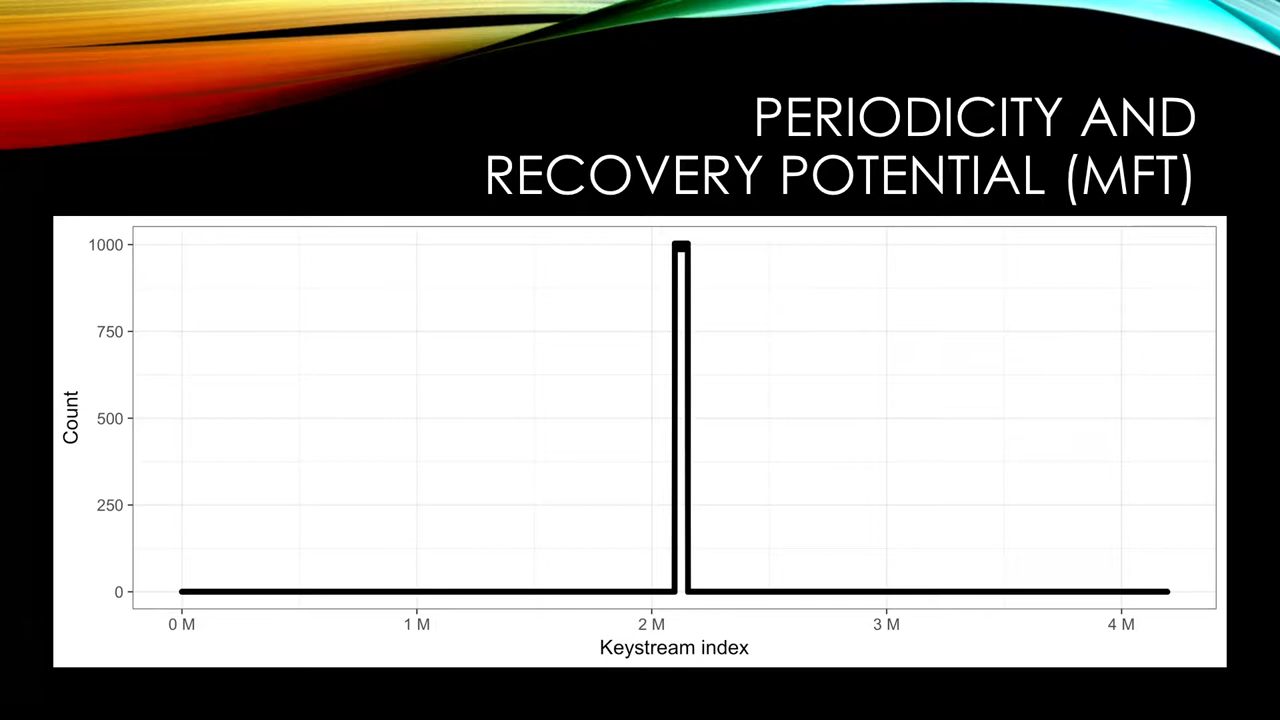 PERIODICITY AND
RECOVERY POTENTIAL (MFT)
1000
750
500
250
0
Count
0 M 1 M 2 M 3 M 4 M
Keystream index